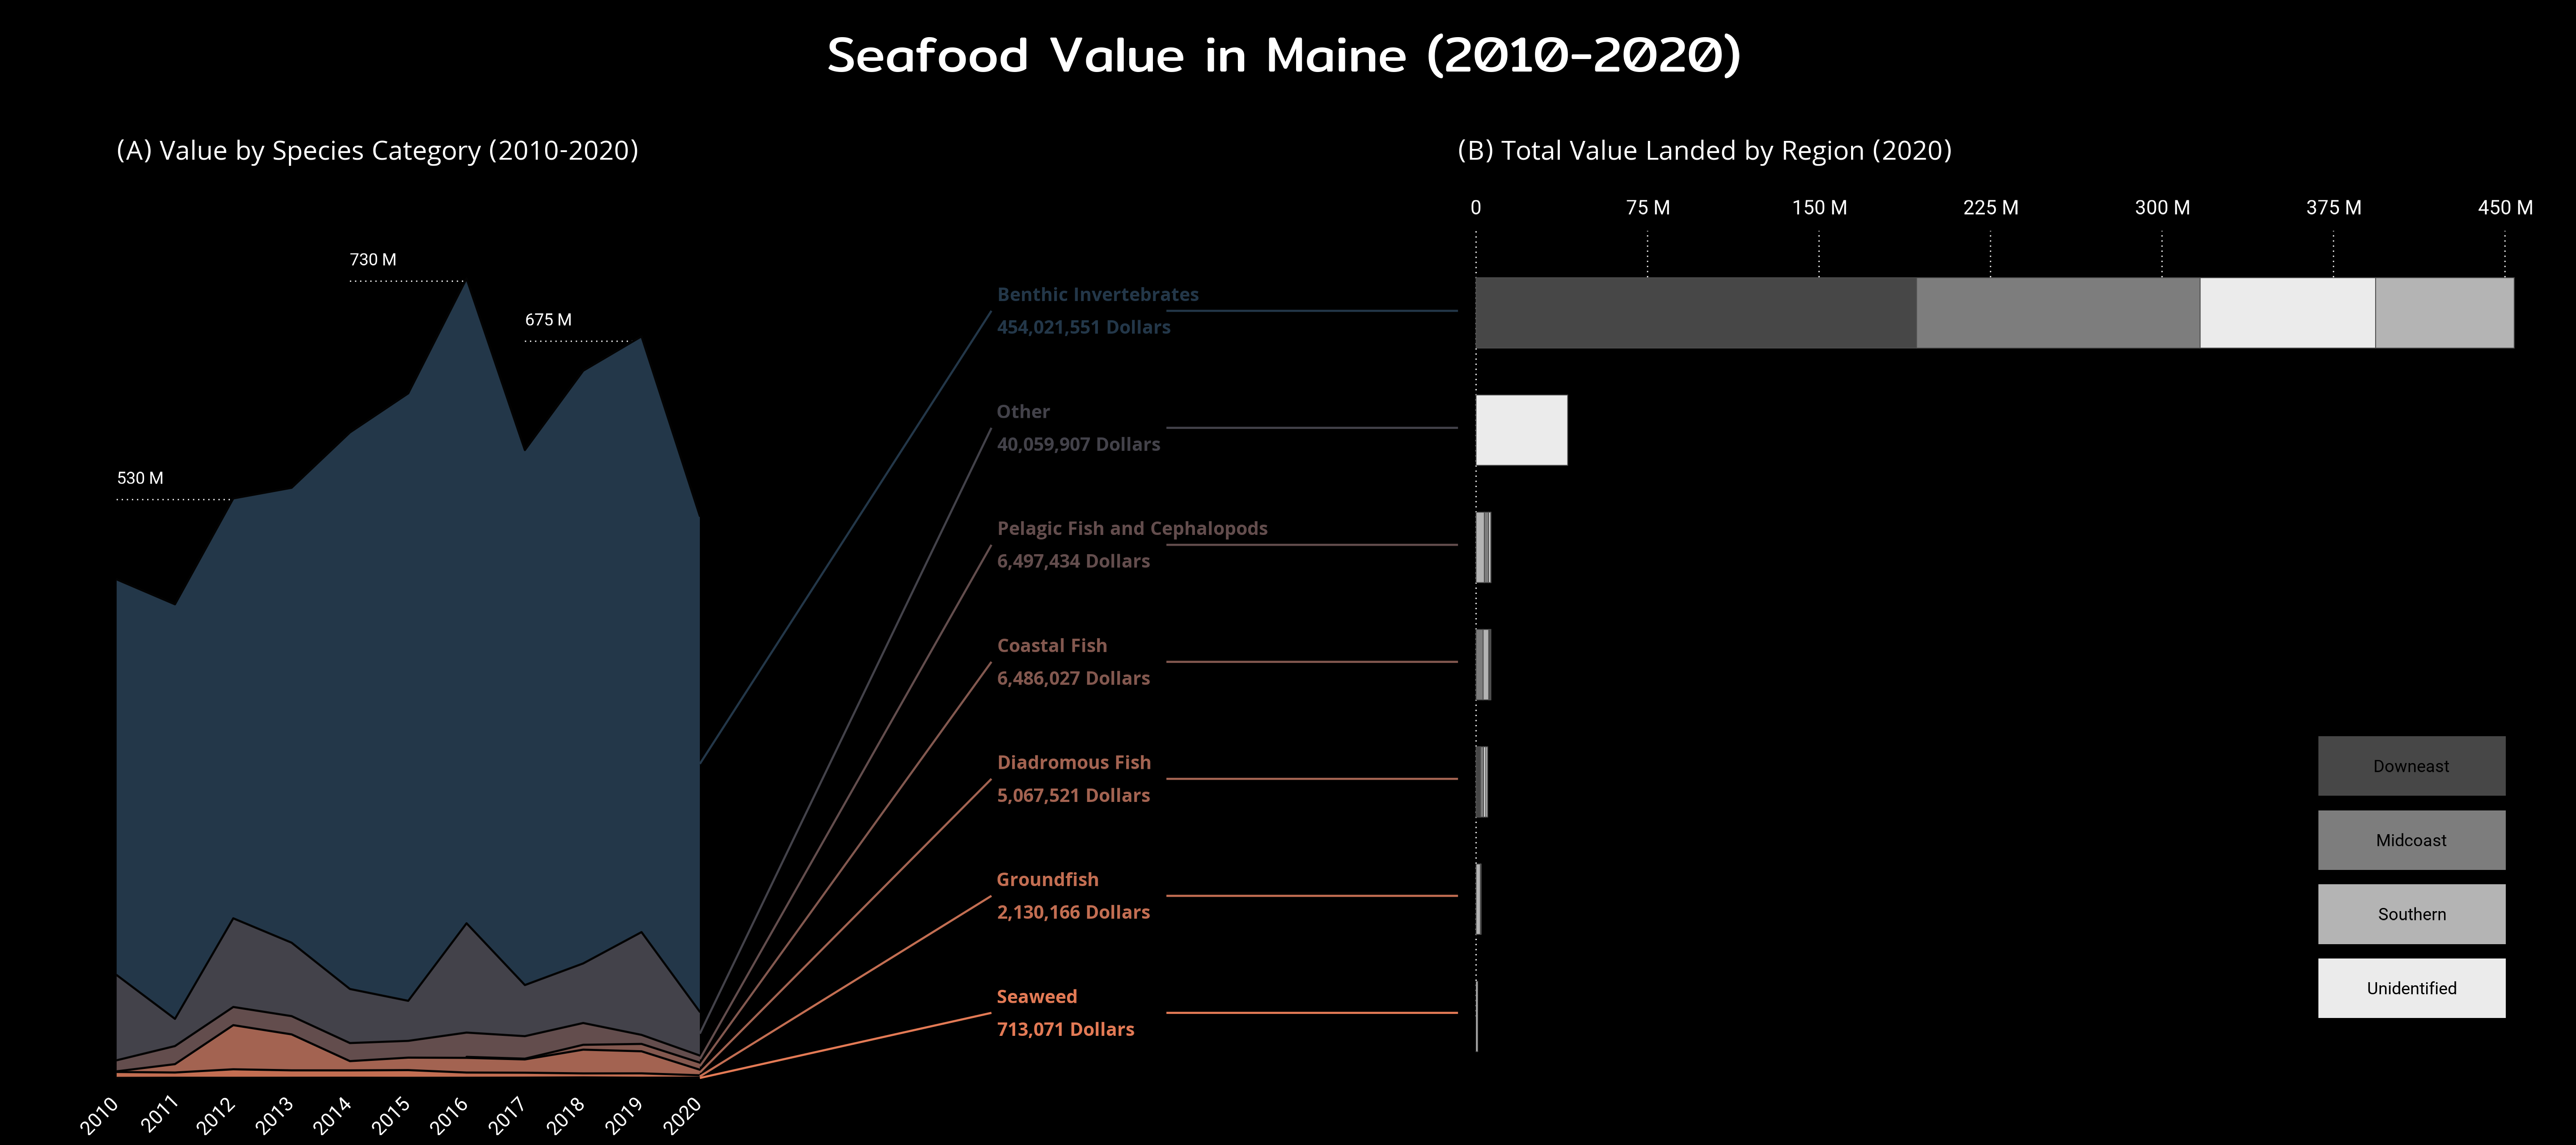 Seafood Value in Maine (2010-2020)
(A) Value by Species Category (2010-2020)
730 M
675 M
530 M
2010
2011
2012
2013
2014
2015
2016
2017
2018
2019
2020
Benthic Invertebrates
454,021,551 Dollars
Other
40,059,907 Dollars
Pelagic Fish and Cephalopods
6,497,434 Dollars
Coastal Fish
6,486,027 Dollars
Diadromous Fish
5,067,521 Dollars
Groundfish
2,130,166 Dollars
Seaweed
713,071 Dollars
(B) Total Value Landed by Region (2020)
0 75 M 150 M 225 M 300 M 375 M 450 M
Downeast
Midcoast
Southern
Unidentified